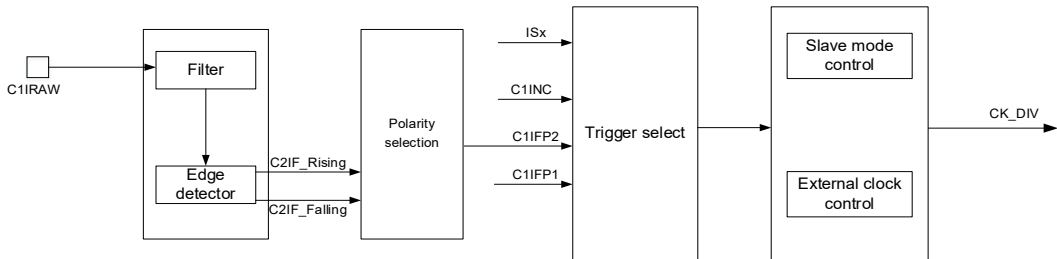 C1IRAW
Filter
Edge
detector
C2IF_Rising
C2IF_Falling
Polarity
selection
ISx
C1INC
C1IFP2
C1IFP1
Trigger select
Slave mode
control
External clock
control
CK_DIV